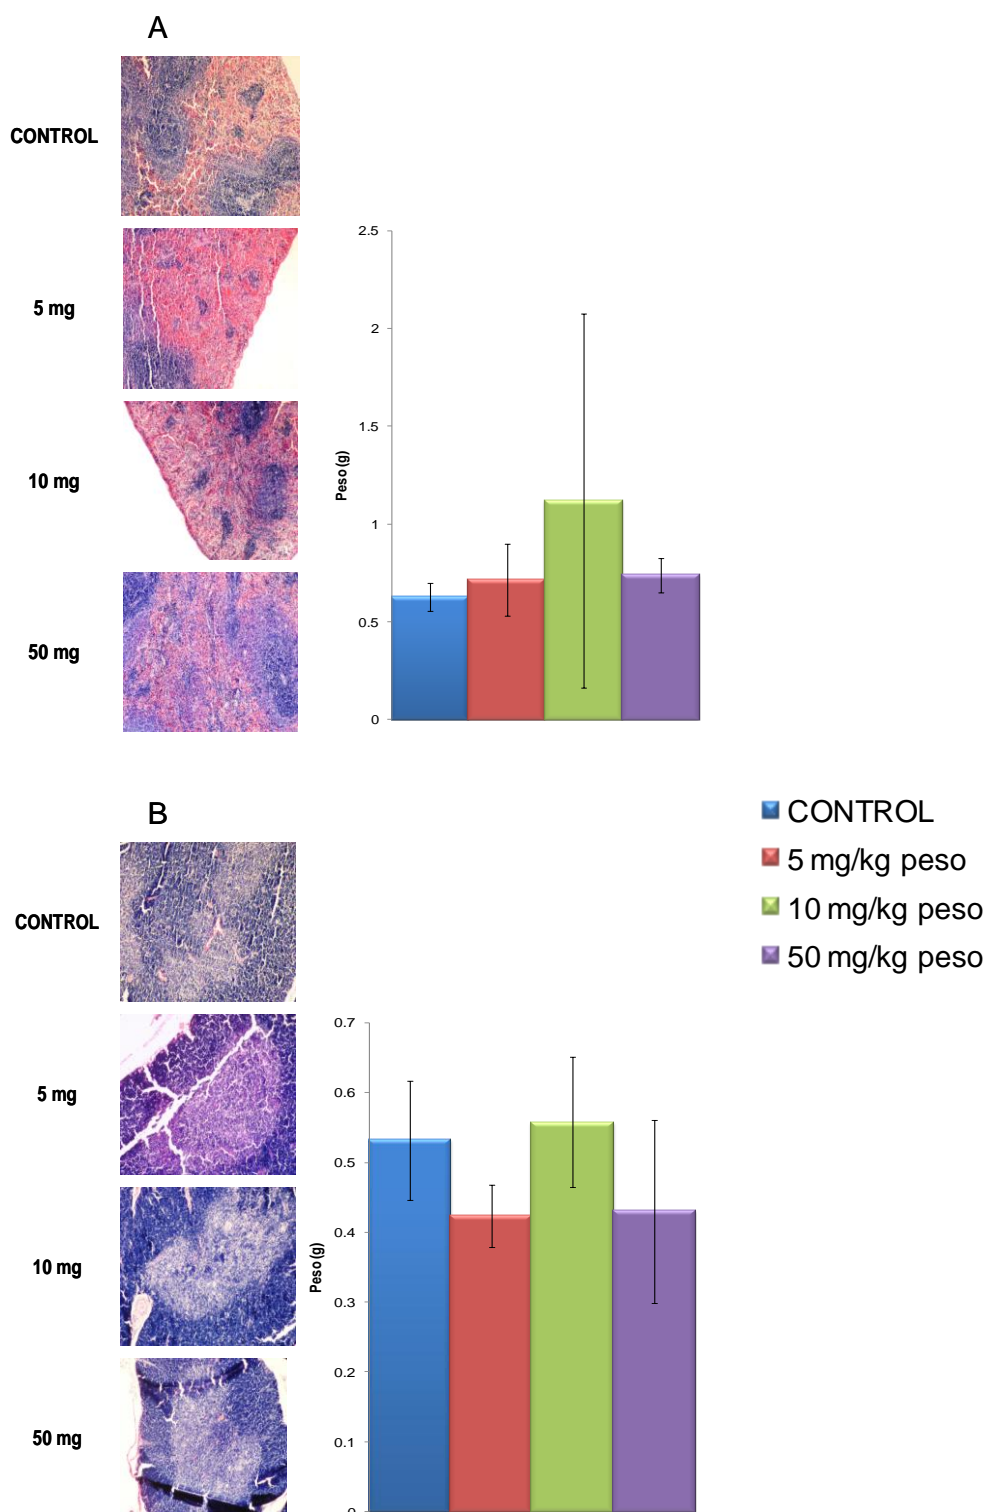 A
CONTROL
5 mg
10 mg
50 mg
2.5
2
1.5
1
0.5
0
Peso (g)
B
CONTROL
5 mg
10 mg
50 mg
CONTROL
5 mg/kg peso
10 mg/kg peso
50 mg/kg peso
0.7
0.6
0.5
0.4
0.3
0.2
0.1
0
Peso (g)